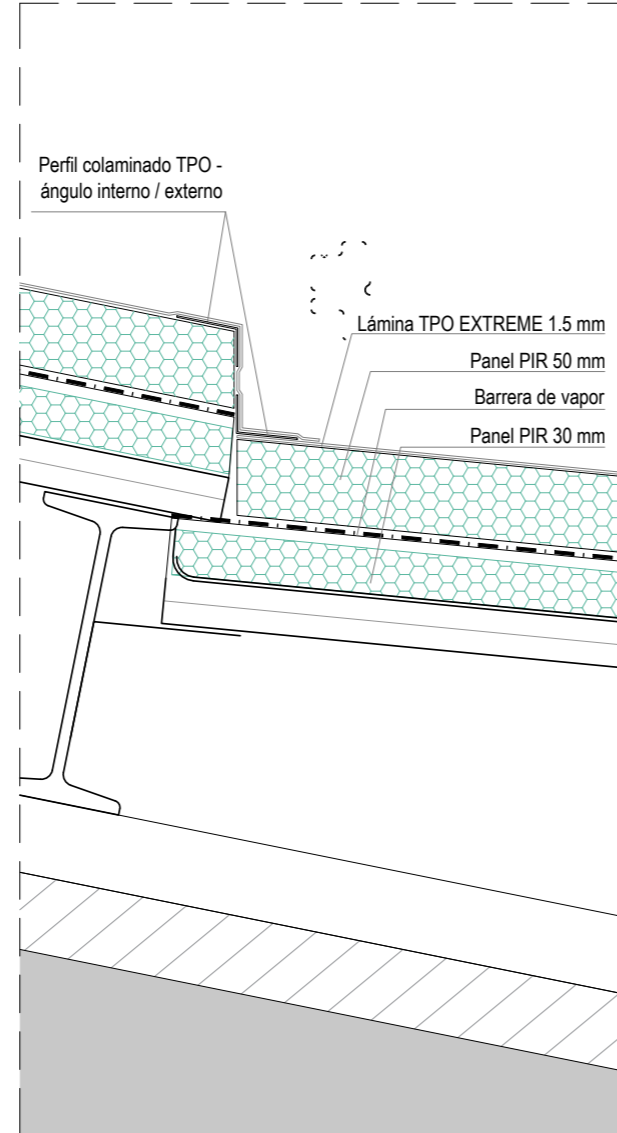 Perfil colaminado TPO -
ángulo interno / externo
Lámina TPO EXTREME 1.5 mm
Panel PIR 50 mm
Barrera de vapor
Panel PIR 30 mm